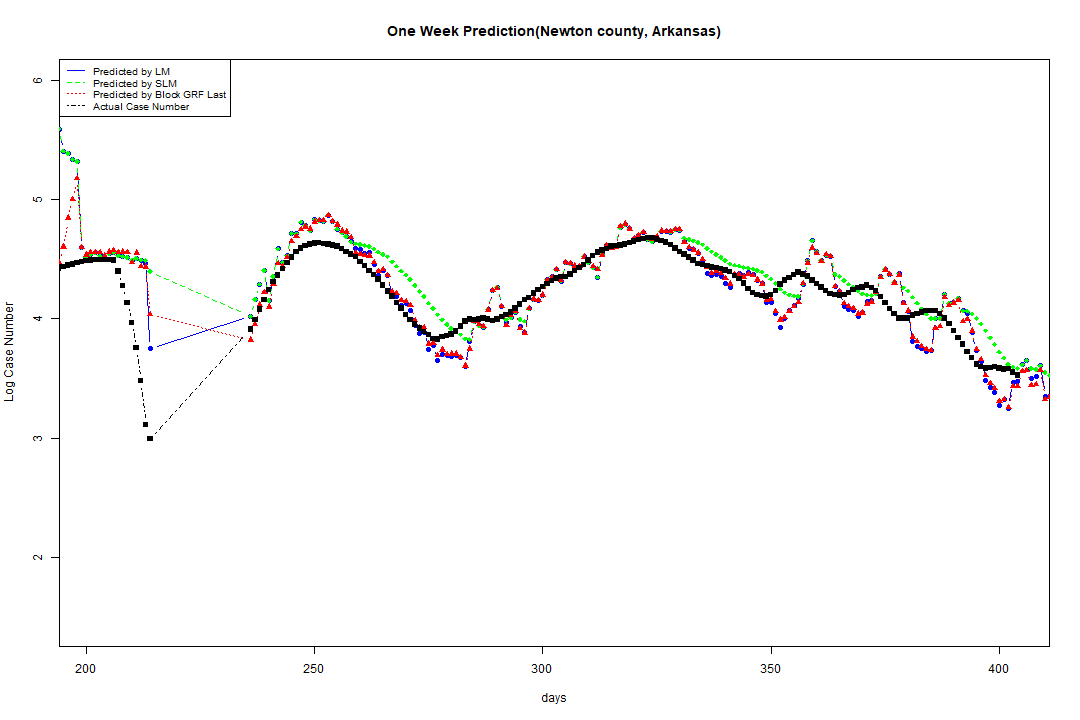 One Week Prediction(Newton county, Arkansas)
Predicted by LM
Predicted by SLM
Predicted by Block GRF Last
Actual Case Number
6
5
4
3
2
Log Case Number
200 250 300 350 400
days